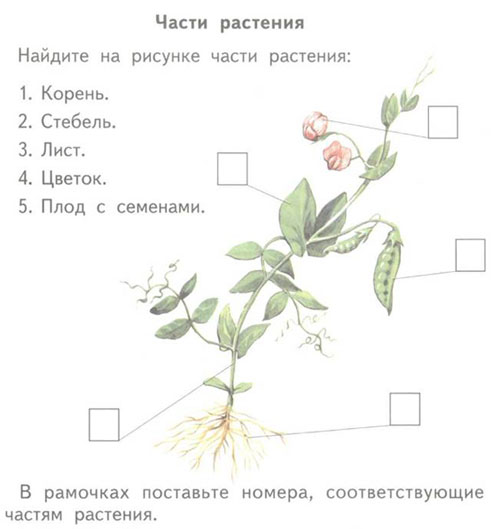 Части растения
Найдите на рисунке части растения:
1. Корень.
2. Стебель.
3. Лист.
4. Цветок.
5. Плод с семенами.
В рамочках поставьте номера, соответствующие
частям растения.